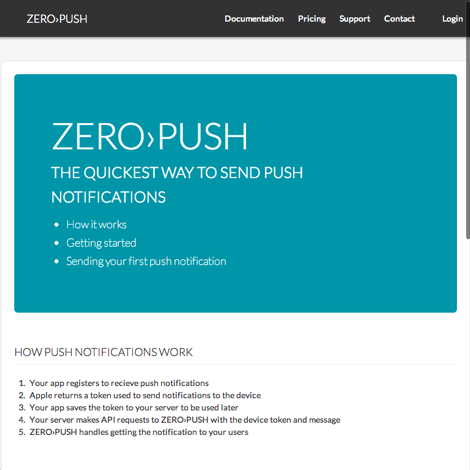 ZERO›PUSH
Documentation Pricing Support Contact Login
ZERO›PUSH
THE QUICKEST WAY TO SEND PUSH
NOTIFICATIONS
• How it works
• Getting started
• Sending your first push notification
HOW PUSH NOTIFICATIONS WORK
1. Your app registers to recieve push notifications
2. Apple returns a token used to send notifications to the device
3. Your app saves the token to your server to be used later
4. Your server makes API requests to ZERO›PUSH with the device token and message
5. ZERO›PUSH handles getting the notification to your users